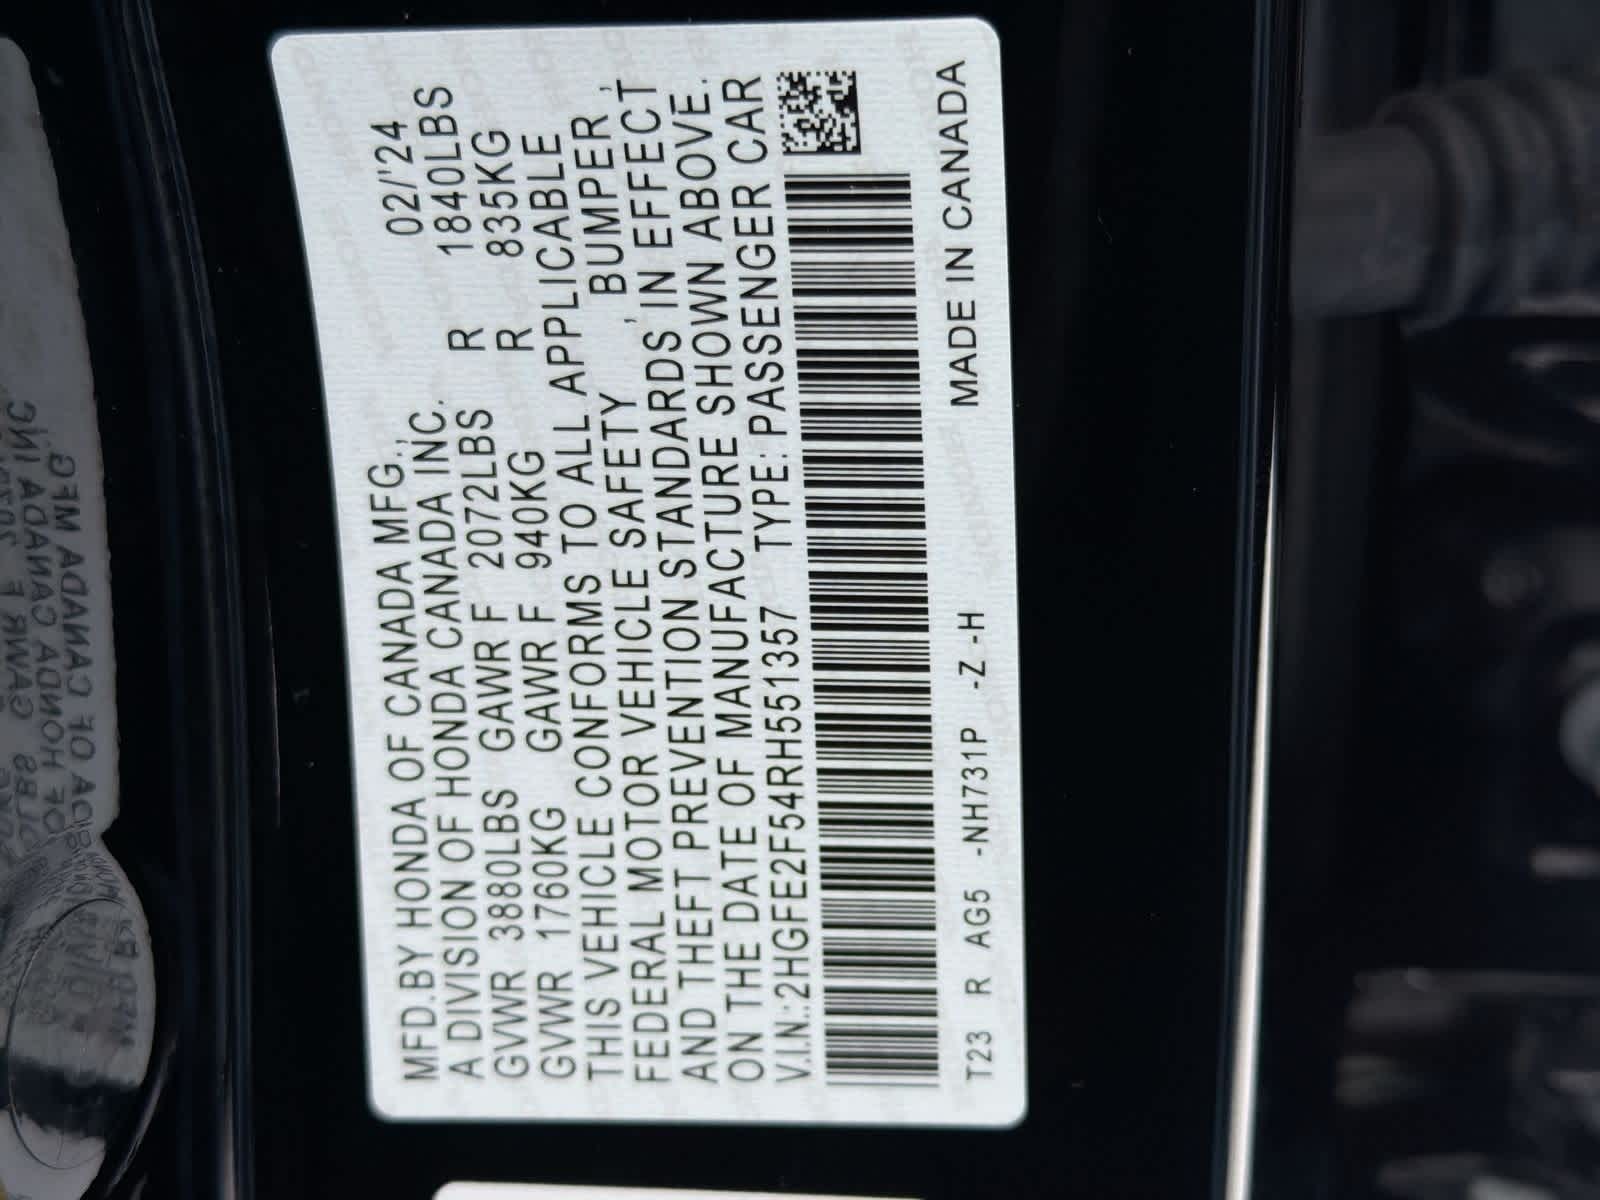 MFD.BY HONDA OF CANADA MFG., 02/'24
A DIVISION OF HONDA CANADA INC.
GVWR 3880LBS GAWR F 2072LBS R 1840LBS
GVWR 1760KG GAWR F 940KG R 835KG
THIS VEHICLE CONFORMS TO ALL APPLICABLE
FEDERAL MOTOR VEHICLE SAFETY , BUMPER ,
AND THEFT PREVENTION STANDARDS IN EFFECT
ON THE DATE OF MANUFACTURE SHOWN ABOVE.
V.I.N.:2HGFE2F54RH551357 TYPE:PASSENGER CAR
T23 R AG5 -NH731P -Z -H MADE IN CANADA